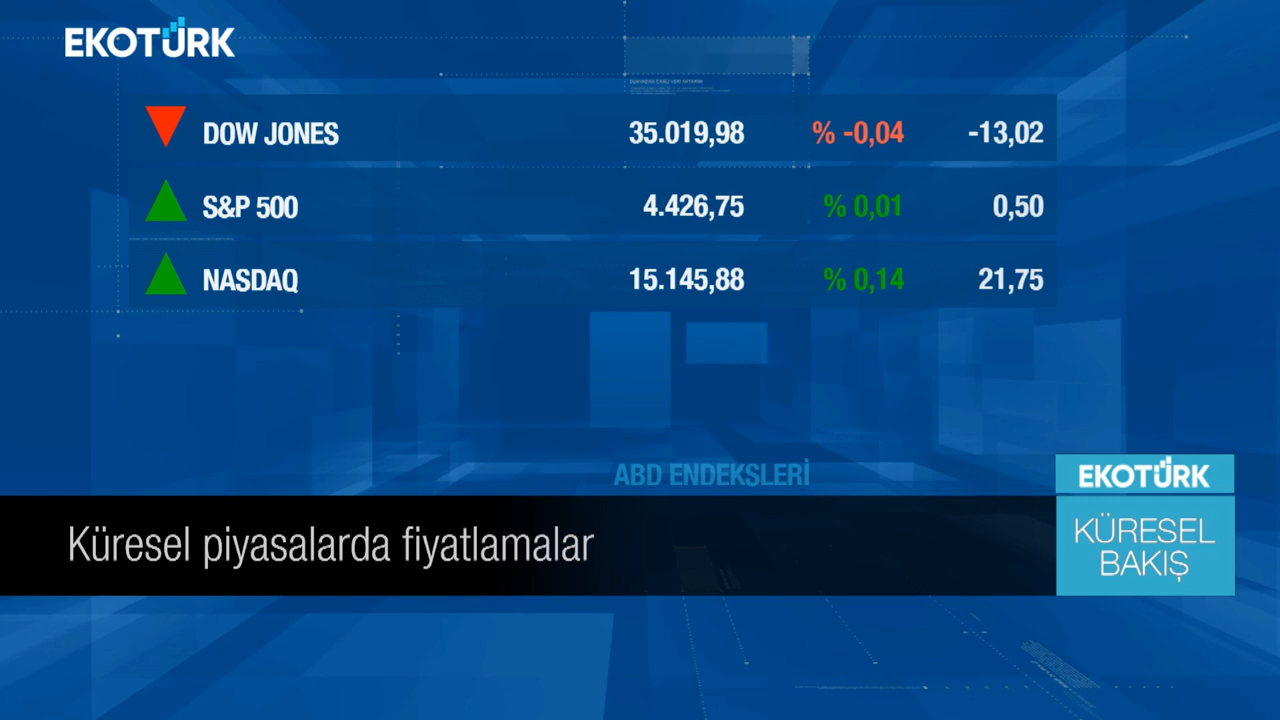 EKOTÜRK
DOW JONES 35.019,98 % -0,04 -13,02
S&P 500 4.426,75 % 0,01 0,50
NASDAQ 15.145,88 % 0,14 21,75
ABD ENDEKSLERİ
EKOTÜRK
Küresel piyasalarda fiyatlamalar
KÜRESEL
BAKIŞ